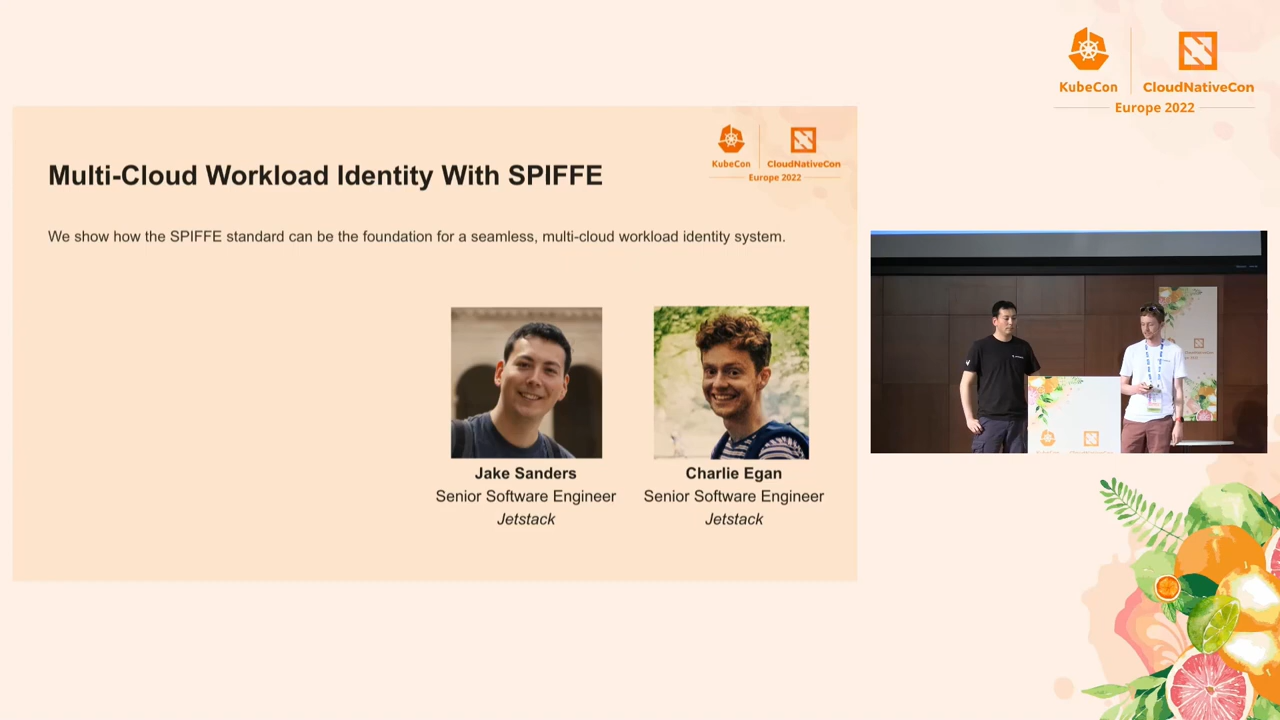 KubeCon
CloudNativeCon
Europe 2022
KubeCon
CloudNativeCon
Europe 2022
Multi-Cloud Workload Identity With SPIFFE
We show how the SPIFFE standard can be the foundation for a seamless, multi-cloud workload identity system.
Jake Sanders
Senior Software Engineer
Jetstack
Charlie Egan
Senior Software Engineer
Jetstack